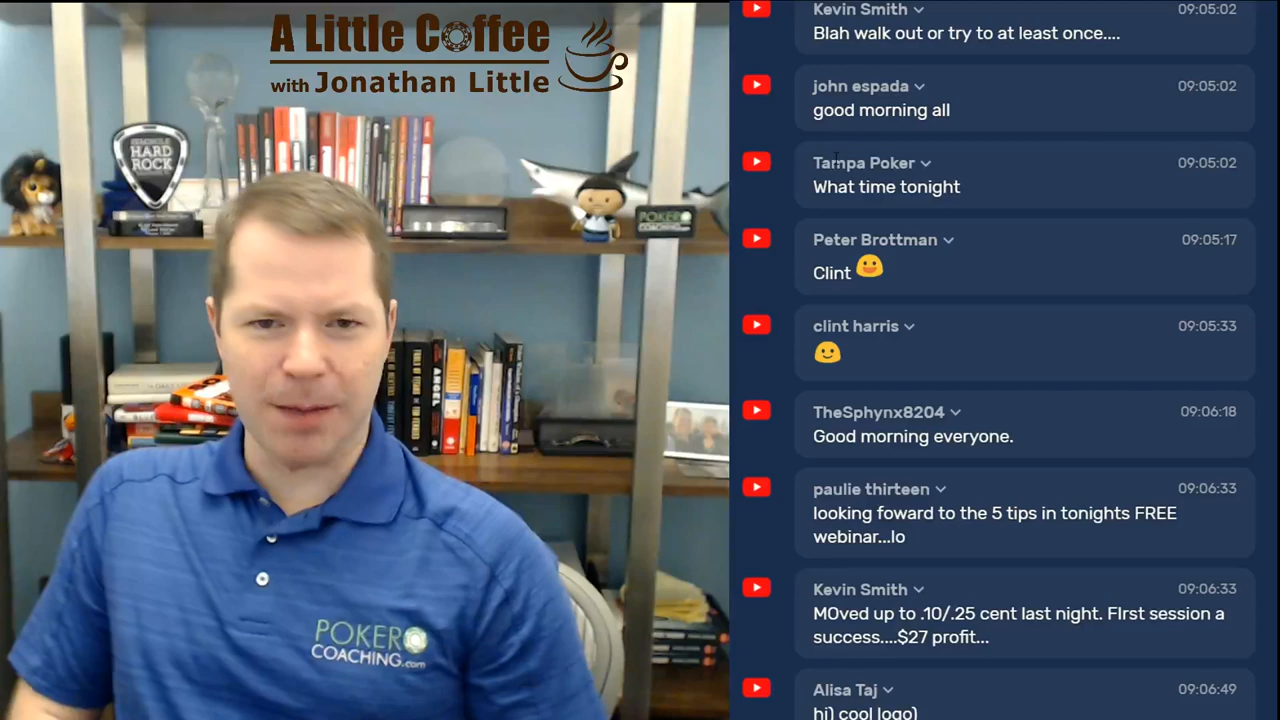 A Little Coffee
with Jonathan Little
SEMINOLE
HARD
ROCK
POKER
COACHING.com
ANGEL
POKER
COACHING.com
Kevin Smith
09:05:02
Blah walk out or try to at least once....
john espada
09:05:02
good morning all
Tampa Poker
09:05:02
What time tonight
Peter Brottman
09:05:17
Clint 😀
clint harris
09:05:33
🙂
TheSphynx8204
09:06:18
Good morning everyone.
paulie thirteen
09:06:33
looking foward to the 5 tips in tonights FREE
webinar...lo
Kevin Smith
09:06:33
MOved up to .10/.25 cent last night. FIrst session a
success....$27 profit...
Alisa Taj
09:06:49
hi) cool logo)